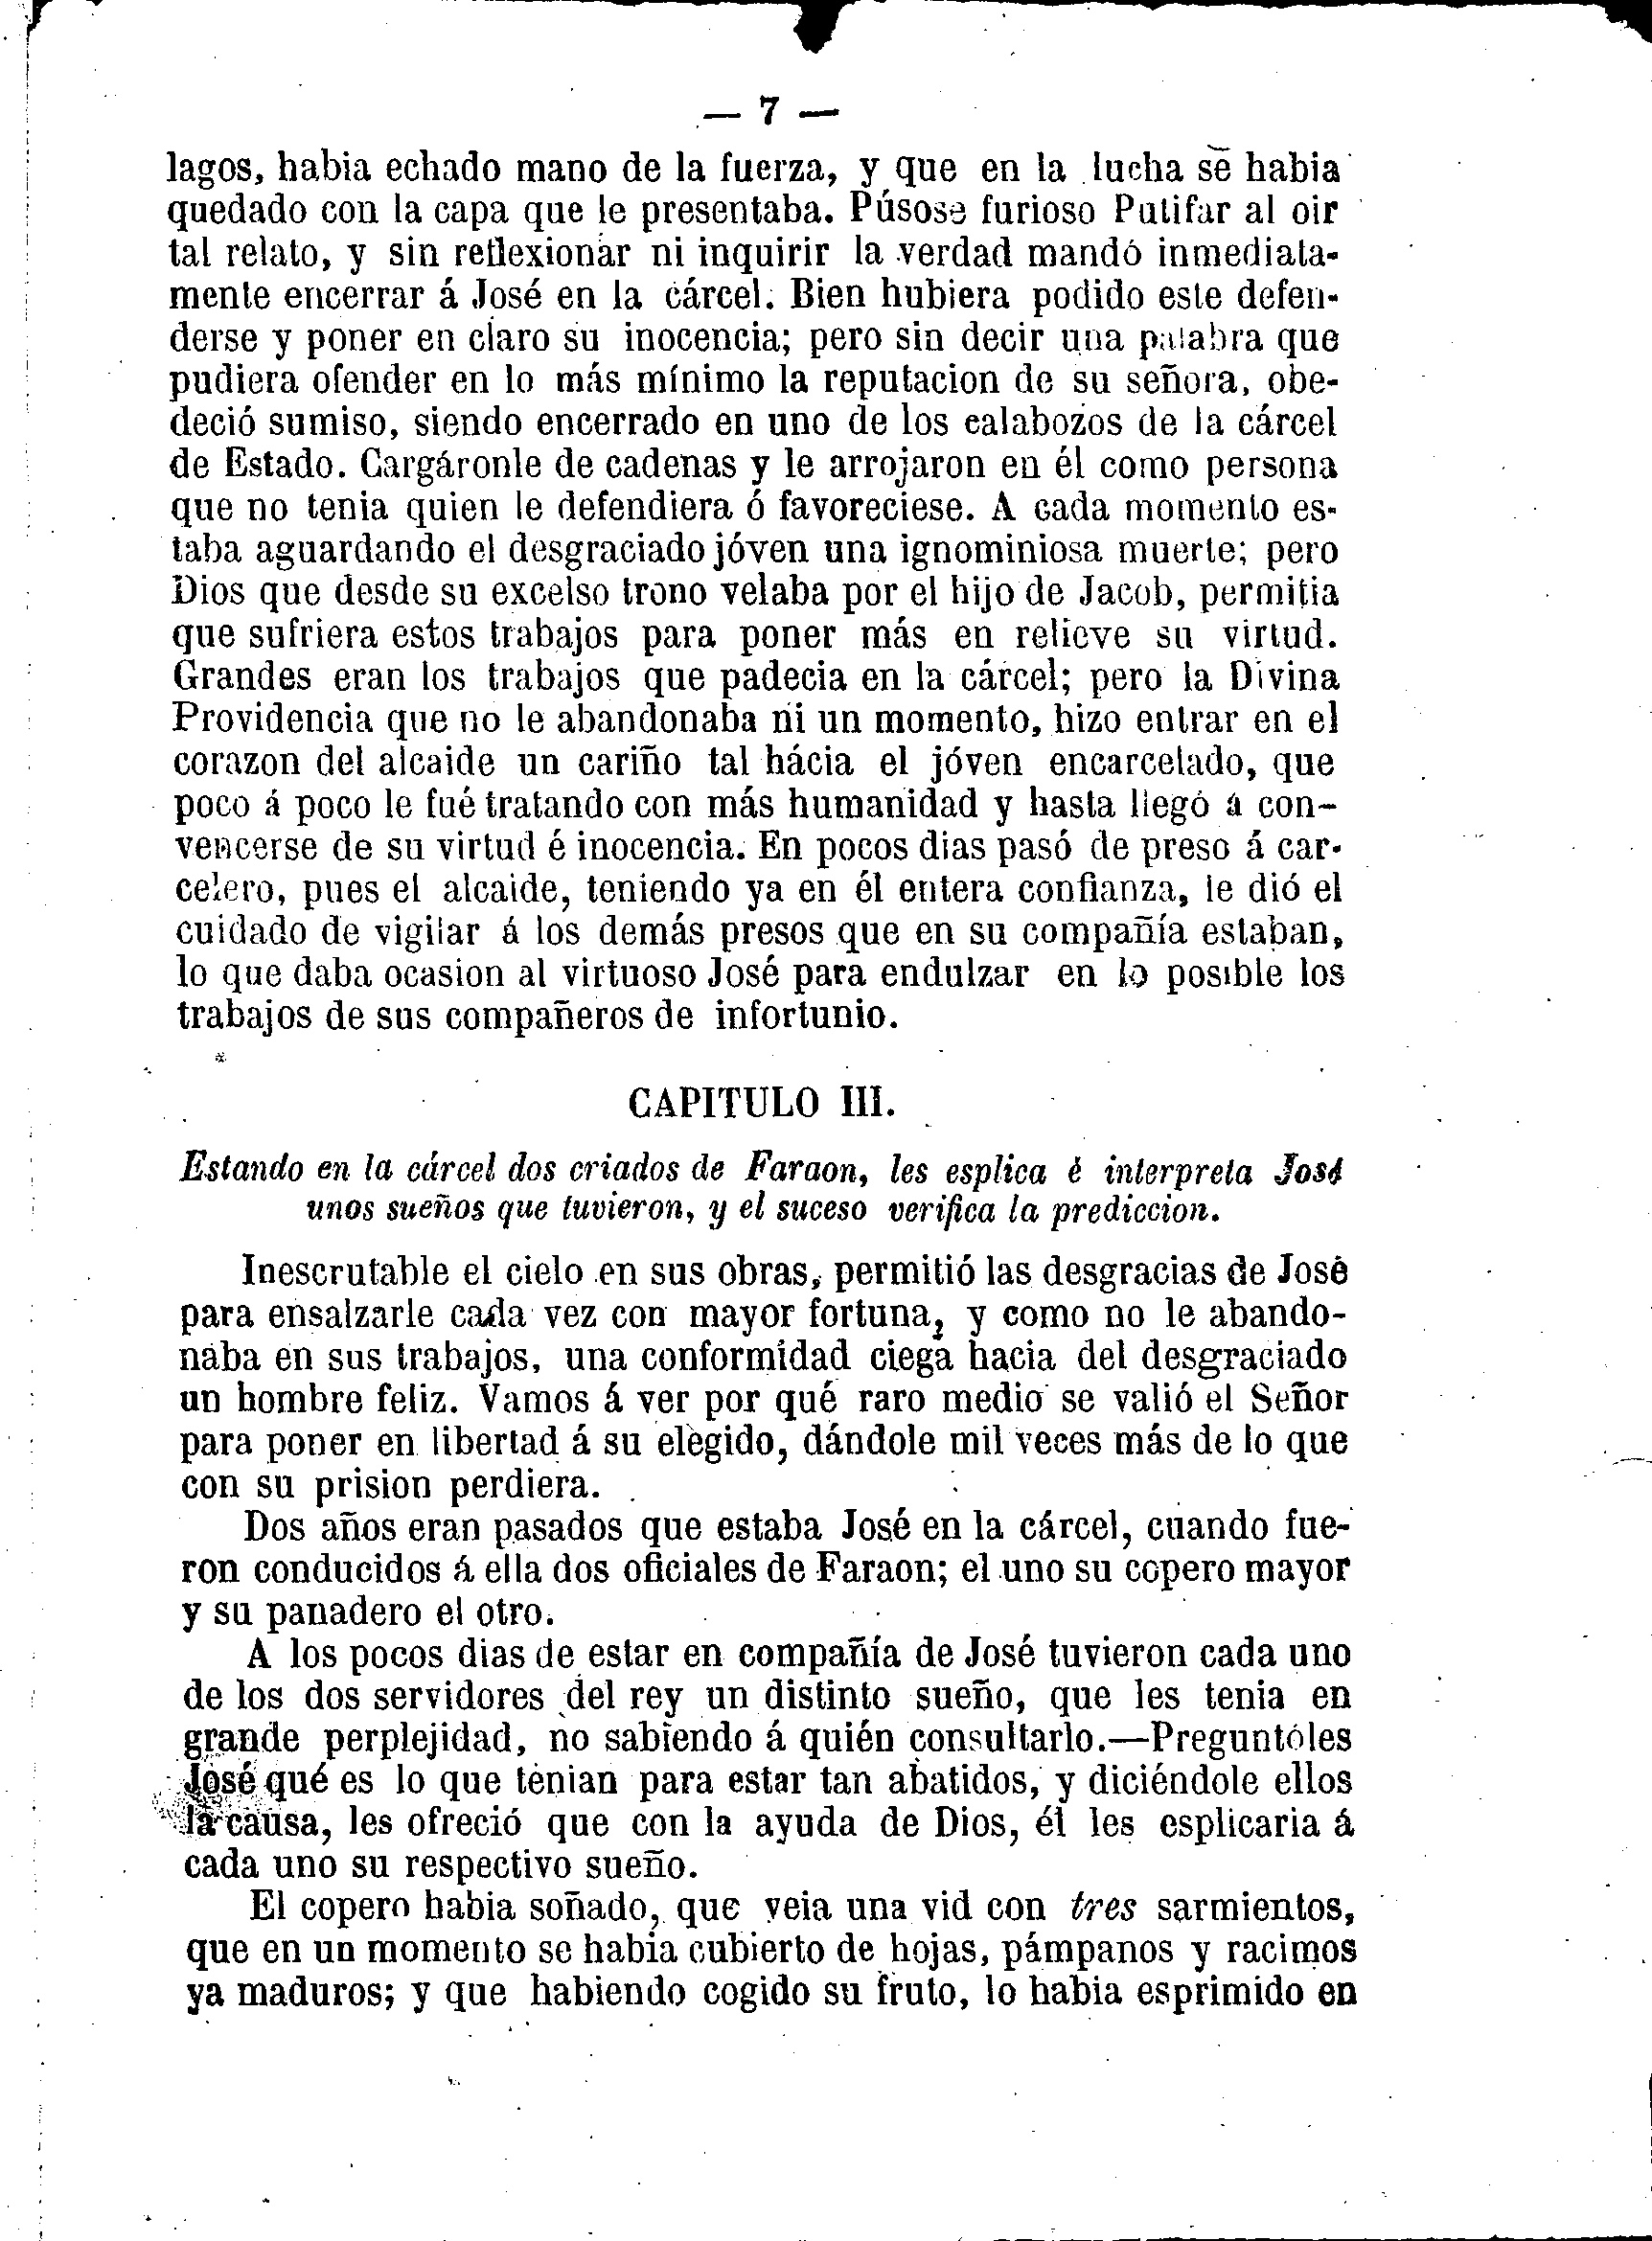 — 7 —
lagos, habia echado mano de la fuerza, y que en la lucha se habia
quedado con la capa que le presentaba. Púsose furioso Putifar al oir
tal relato, y sin reflexionar ni inquirir la verdad mandó inmediata-
mente encerrar á José en la cárcel. Bien hubiera podido este defen-
derse y poner en claro su inocencia; pero sin decir una palabra que
pudiera ofender en lo más mínimo la reputacion de su señora, obe-
deció sumiso, siendo encerrado en uno de los calabozos de la cárcel
de Estado. Cargáronle de cadenas y le arrojaron en él como persona
que no tenia quien le defendiera ó favoreciese. A cada momento es-
taba aguardando el desgraciado jóven una ignominiosa muerte; pero
Dios que desde su excelso trono velaba por el hijo de Jacob, permitia
que sufriera estos trabajos para poner más en relieve su virtud.
Grandes eran los trabajos que padecia en la cárcel; pero la Divina
Providencia que no le abandonaba ni un momento, hizo entrar en el
corazon del alcaide un cariño tal hácia el jóven encarcelado, que
poco á poco le fué tratando con más humanidad y hasta llegó á con-
vencerse de su virtud é inocencia. En pocos dias pasó de preso á car-
celero, pues el alcaide, teniendo ya en él entera confianza, le dió el
cuidado de vigilar á los demás presos que en su compañía estaban,
lo que daba ocasion al virtuoso José para endulzar en lo posible los
trabajos de sus compañeros de infortunio.
CAPITULO III.
Estando en la cárcel dos criados de Faraon, les esplica é interpreta José
unos sueños que tuvieron, y el suceso verifica la prediccion.
Inescrutable el cielo en sus obras, permitió las desgracias de José
para ensalzarle cada vez con mayor fortuna, y como no le abando-
naba en sus trabajos, una conformidad ciega hacia del desgraciado
un hombre feliz. Vamos á ver por qué raro medio se valió el Señor
para poner en libertad á su elegido, dándole mil veces más de lo que
con su prision perdiera.
Dos años eran pasados que estaba José en la cárcel, cuando fue-
ron conducidos á ella dos oficiales de Faraon; el uno su copero mayor
y su panadero el otro.
A los pocos dias de estar en compañía de José tuvieron cada uno
de los dos servidores del rey un distinto sueño, que les tenia en
grande perplejidad, no sabiendo á quién consultarlo.—Preguntóles
José qué es lo que tenian para estar tan abatidos, y diciéndole ellos
la causa, les ofreció que con la ayuda de Dios, él les esplicaria á
cada uno su respectivo sueño.
El copero habia soñado, que veia una vid con tres sarmientos,
que en un momento se habia cubierto de hojas, pámpanos y racimos
ya maduros; y que habiendo cogido su fruto, lo habia esprimido en